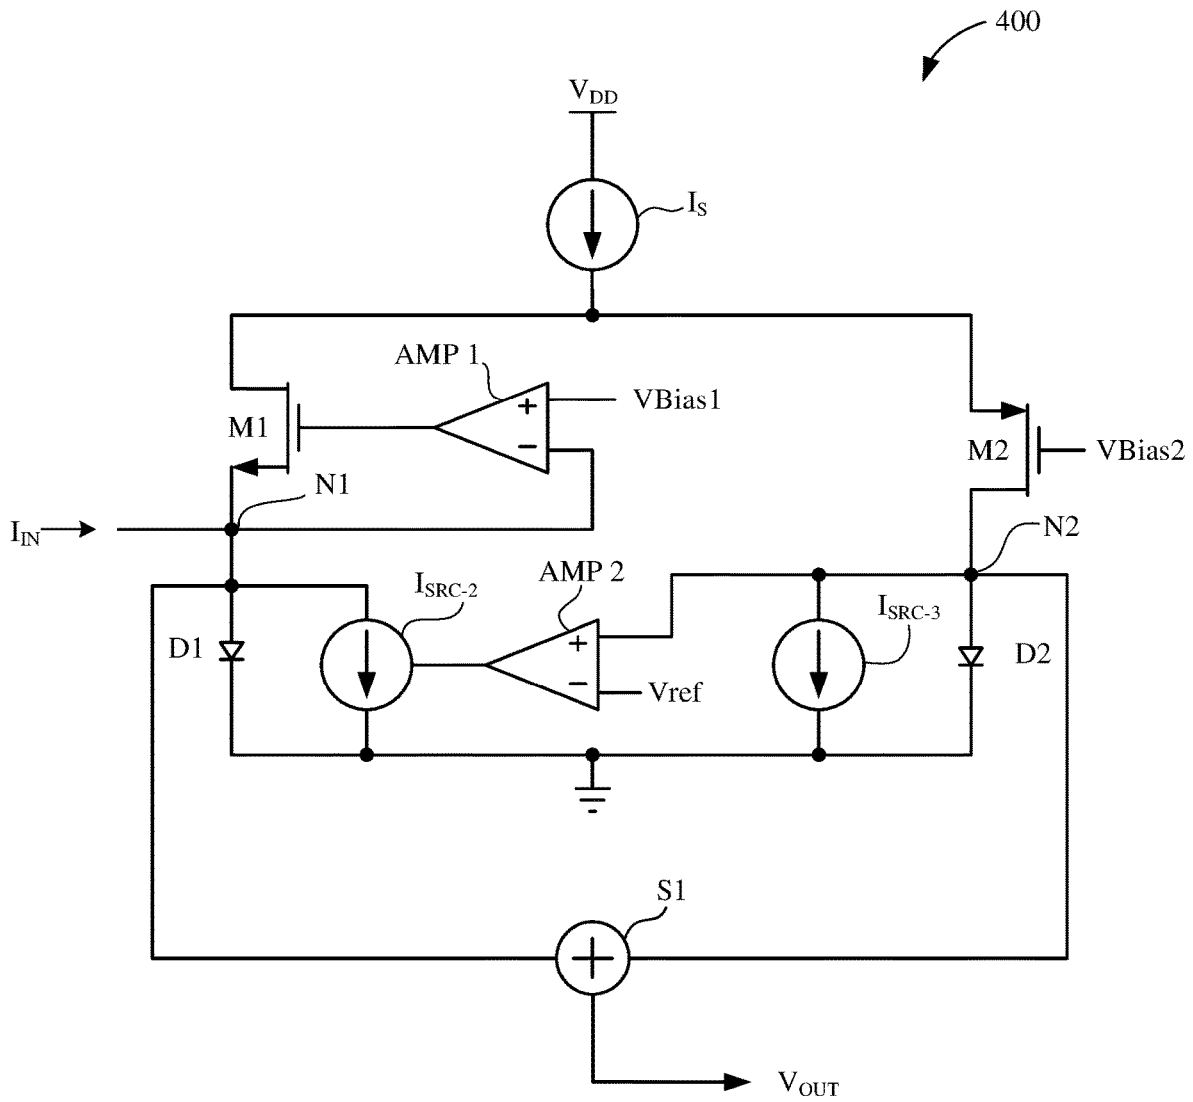 400
VDD
IS
AMP 1
VBias1
M1
M2
VBias2
N1
IIN
N2
AMP 2
ISRC-2
ISRC-3
D1
D2
Vref
S1
VOUT